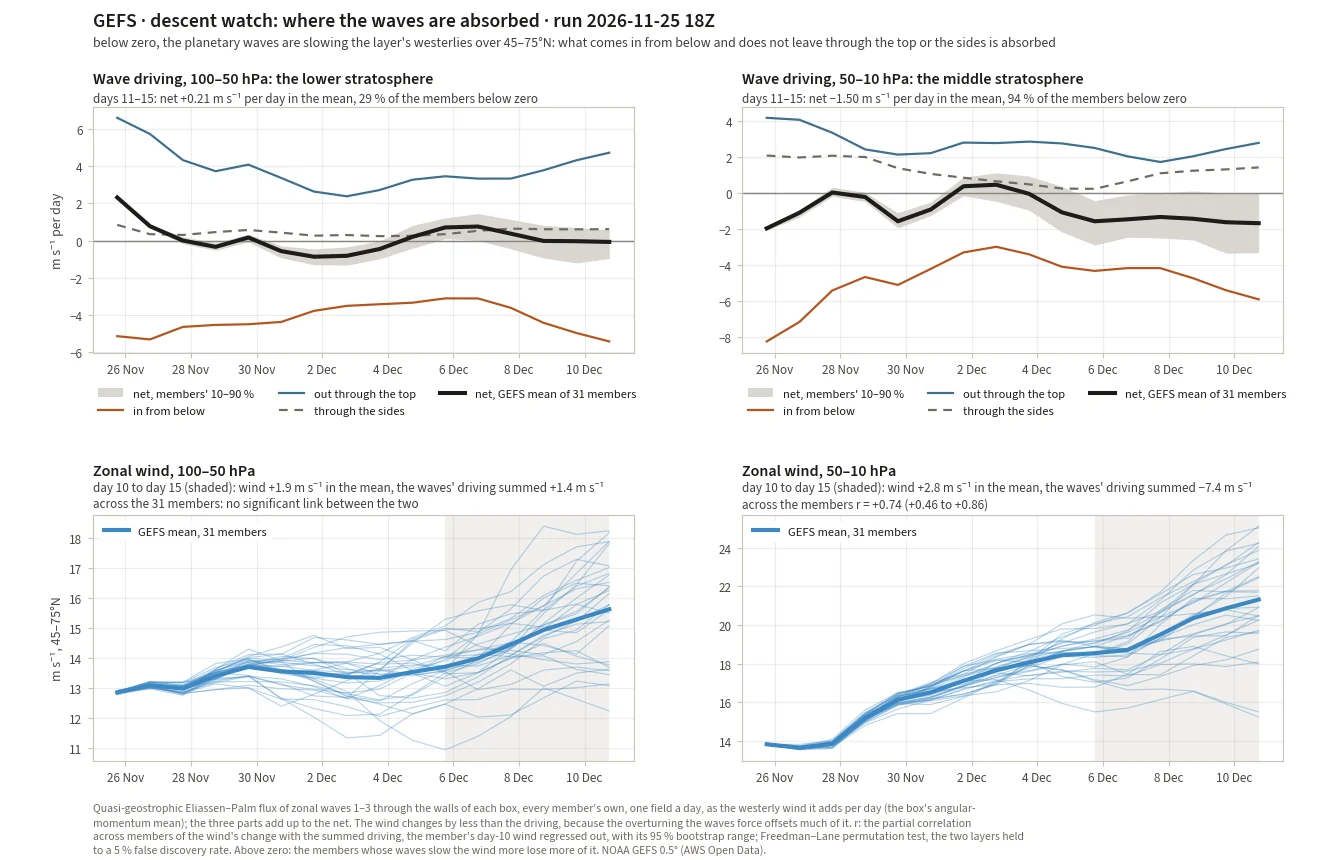 GEFS · descent watch: where the waves are absorbed · run 2026-11-25 18Z
below zero, the planetary waves are slowing the layer's westerlies over 45–75°N: what comes in from below and does not leave through the top or the sides is absorbed
Wave driving, 100–50 hPa: the lower stratosphere
days 11–15: net +0.21 m s⁻¹ per day in the mean, 29 % of the members below zero
m s⁻¹ per day
6
4
2
0
−2
−4
−6
26 Nov
28 Nov
30 Nov
2 Dec
4 Dec
6 Dec
8 Dec
10 Dec
net, members' 10–90 %
out through the top
net, GEFS mean of 31 members
in from below
through the sides
Wave driving, 50–10 hPa: the middle stratosphere
days 11–15: net −1.50 m s⁻¹ per day in the mean, 94 % of the members below zero
4
2
0
−2
−4
−6
−8
26 Nov
28 Nov
30 Nov
2 Dec
4 Dec
6 Dec
8 Dec
10 Dec
net, members' 10–90 %
out through the top
net, GEFS mean of 31 members
in from below
through the sides
Zonal wind, 100–50 hPa
day 10 to day 15 (shaded): wind +1.9 m s⁻¹ in the mean, the waves' driving summed +1.4 m s⁻¹
across the 31 members: no significant link between the two
GEFS mean, 31 members
m s⁻¹, 45–75°N
18
17
16
15
14
13
12
11
26 Nov
28 Nov
30 Nov
2 Dec
4 Dec
6 Dec
8 Dec
10 Dec
Zonal wind, 50–10 hPa
day 10 to day 15 (shaded): wind +2.8 m s⁻¹ in the mean, the waves' driving summed −7.4 m s⁻¹
across the members r = +0.74 (+0.46 to +0.86)
GEFS mean, 31 members
24
22
20
18
16
14
26 Nov
28 Nov
30 Nov
2 Dec
4 Dec
6 Dec
8 Dec
10 Dec
Quasi-geostrophic Eliassen–Palm flux of zonal waves 1–3 through the walls of each box, every member's own, one field a day, as the westerly wind it adds per day (the box's angular-
momentum mean); the three parts add up to the net. The wind changes by less than the driving, because the overturning the waves force offsets much of it. r: the partial correlation
across members of the wind's change with the summed driving, the member's day-10 wind regressed out, with its 95 % bootstrap range; Freedman–Lane permutation test, the two layers held
to a 5 % false discovery rate. Above zero: the members whose waves slow the wind more lose more of it. NOAA GEFS 0.5° (AWS Open Data).